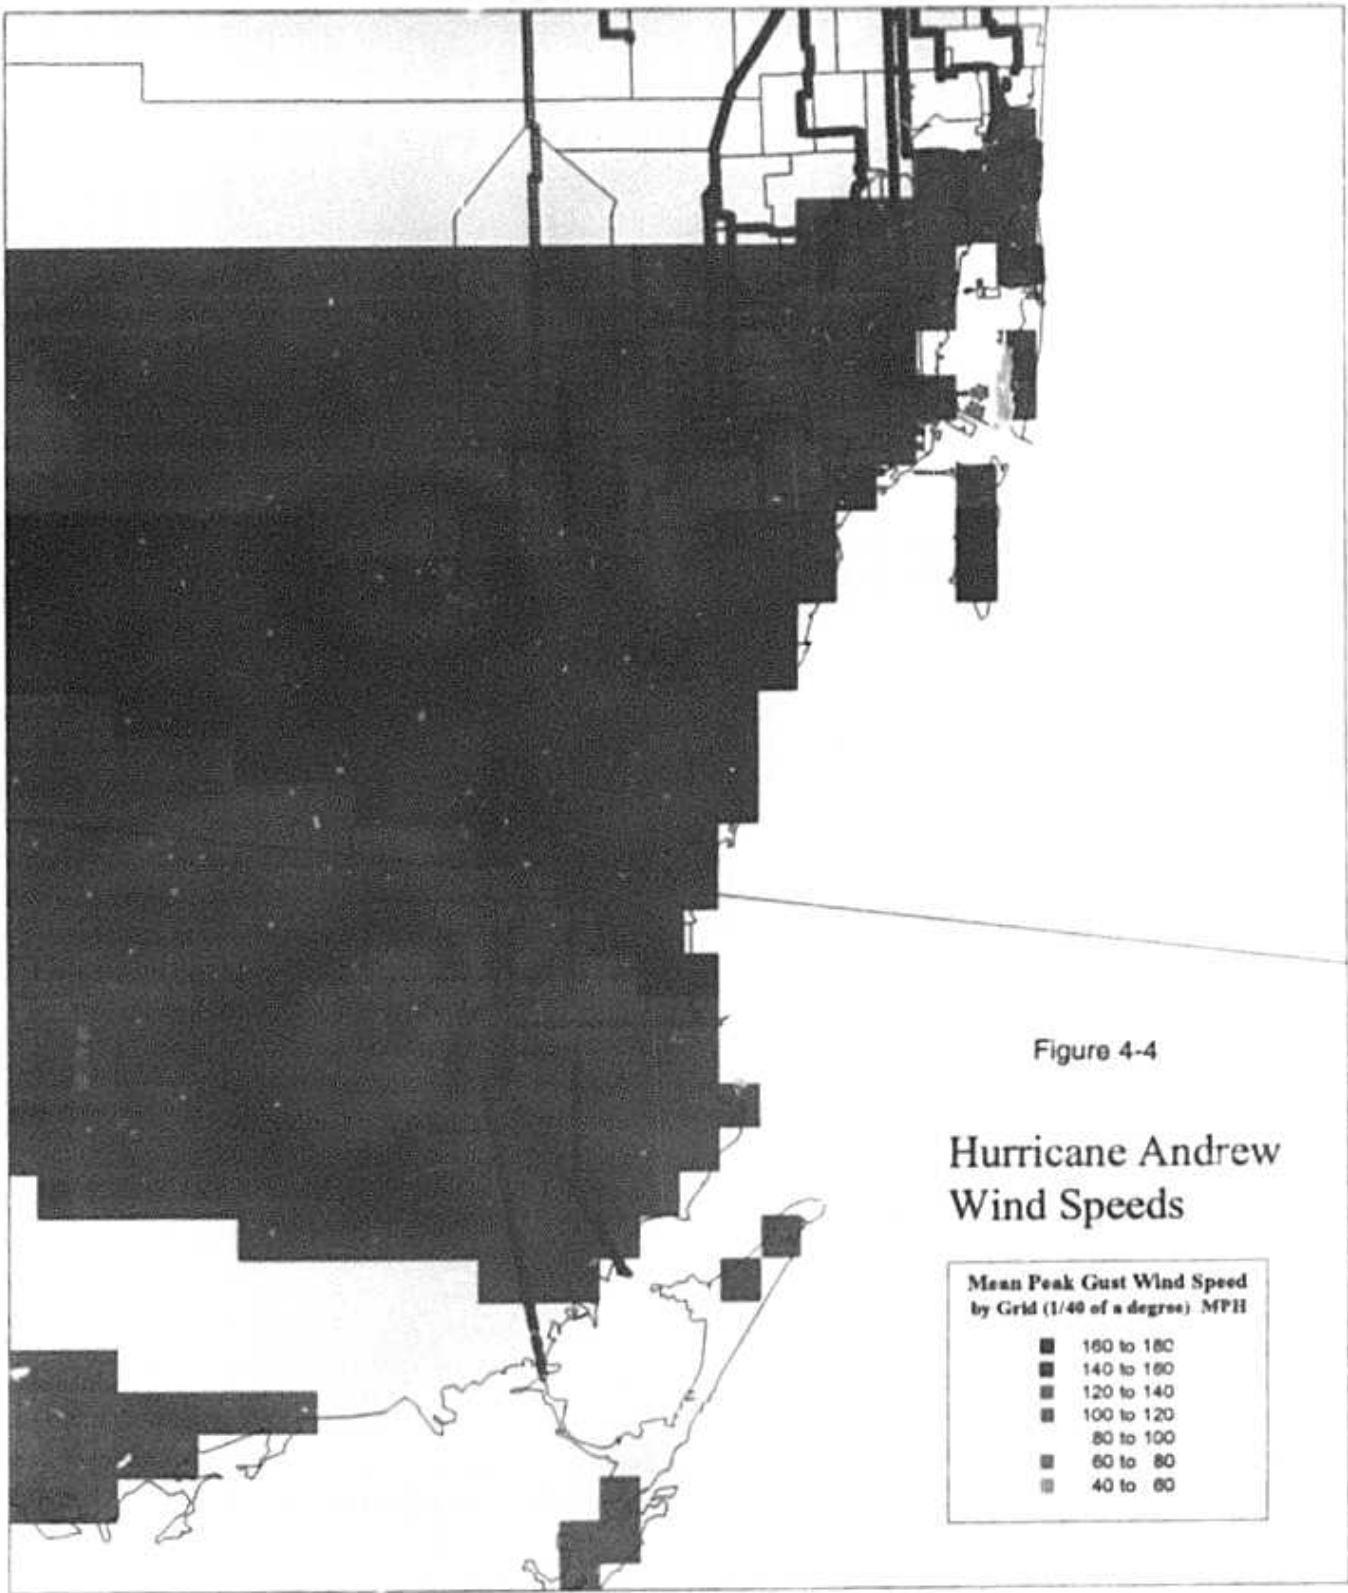 Figure 4-4
Hurricane Andrew
Wind Speeds
Mean Peak Gust Wind Speed
by Grid (1/40 of a degree) MPH
160 to 180
140 to 160
120 to 140
100 to 120
80 to 100
60 to 80
40 to 60